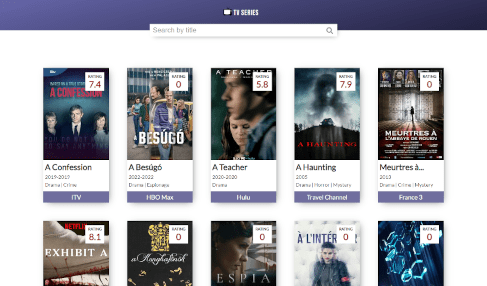 TV SERIES
Search by title
RATING
7.4
A CONFESSION
A Confession
2019-2019
Drama | Crime
ITV
RATING
0
A BESÚGÓ
A Besúgó
2022-2022
Drama | Espionage
HBO Max
A TEACHER
RATING
5.8
A Teacher
2020-2020
Drama
Hulu
RATING
7.9
A HAUNTING
A Haunting
2005
Drama | Horror | Mystery
Travel Channel
RATING
0
MEURTRES À
L'ABBAYE DE ROUEN
Meurtres à...
2013
Drama | Crime | Mystery
France 3
NETFLIX
RATING
8.1
EXHIBIT A
RATING
0
a Konyhafőnök
RATING
0
ESPIA
RATING
0
À L'INTÉRIEUR
RATING
0